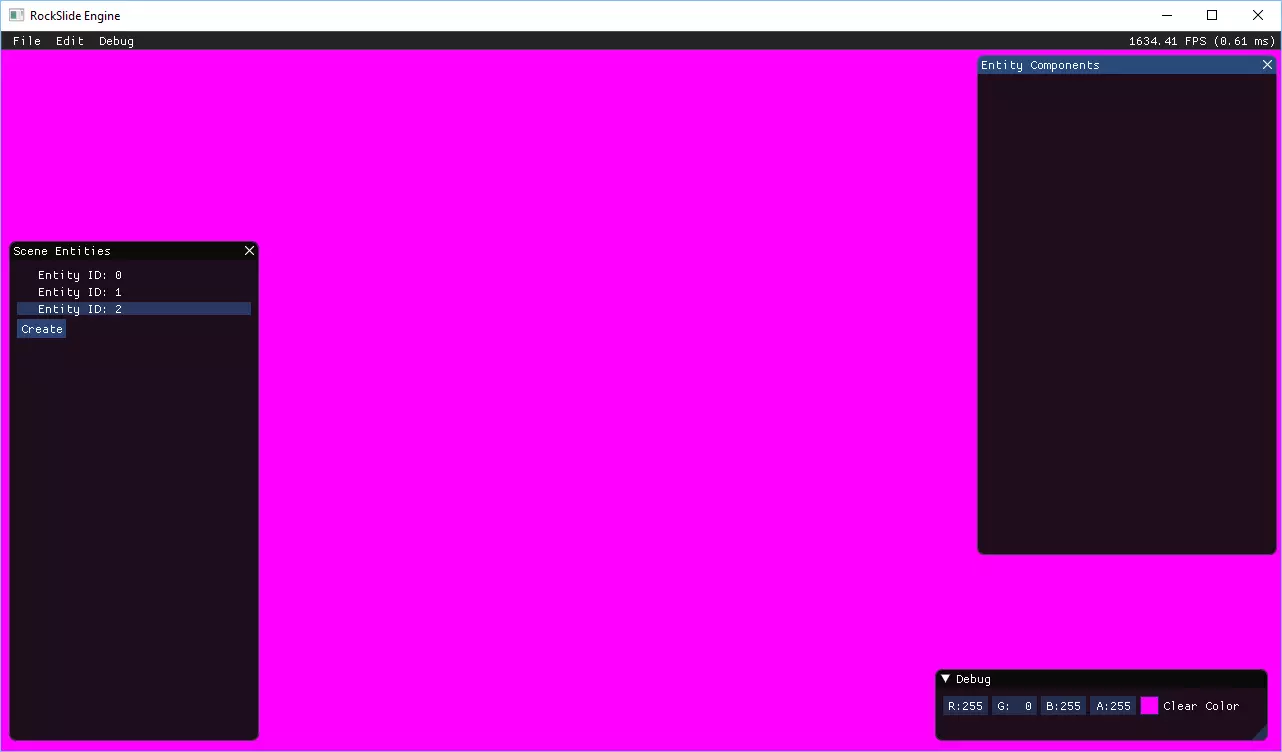 RockSlide Engine
File Edit Debug 1634.41 FPS (0.61 ms)
Entity Components
Scene Entities
Entity ID: 0
Entity ID: 1
Entity ID: 2
Create
Debug
R:255 G: 0 B:255 A:255 Clear Color